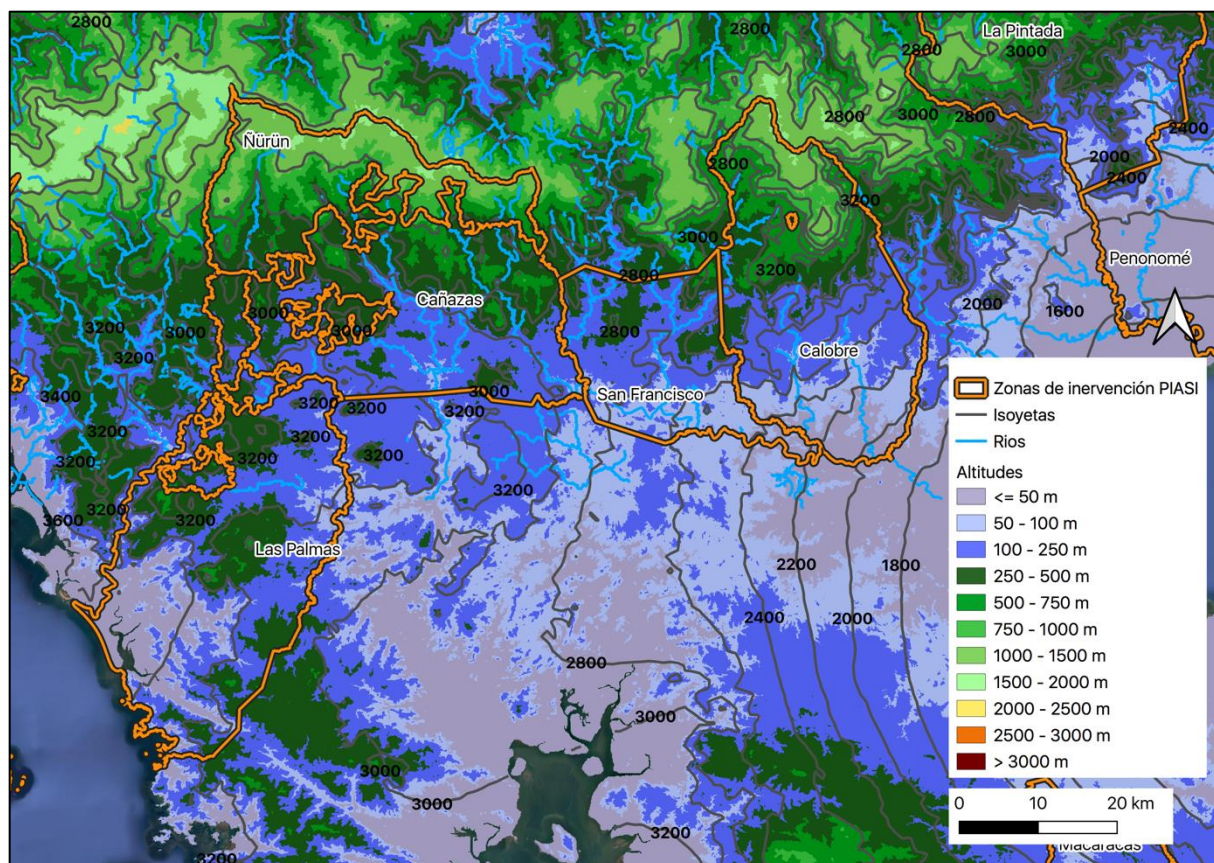 2800
2800
La Pintada
2800
3000
2800
3000
2800
2400
Ñürün
2800
2000
2400
3200
3000
2800
3200
Penonomé
Cañazas
2000
1600
3200
3000
3000
3000
2800
3200
Calobre
3400
3000
San Francisco
3200
3200
3200
3200
3200
3200
3200
3200
3200
3600
3200
3200
Las Palmas
2200
1800
2400
2000
2800
3000
3000
3000
3200
3200
Zonas de inervención PIASI
Isoyetas
Rios
Altitudes
<= 50 m
50 - 100 m
100 - 250 m
250 - 500 m
500 - 750 m
750 - 1000 m
1000 - 1500 m
1500 - 2000 m
2000 - 2500 m
2500 - 3000 m
> 3000 m
0 10 20 km
Macaracas